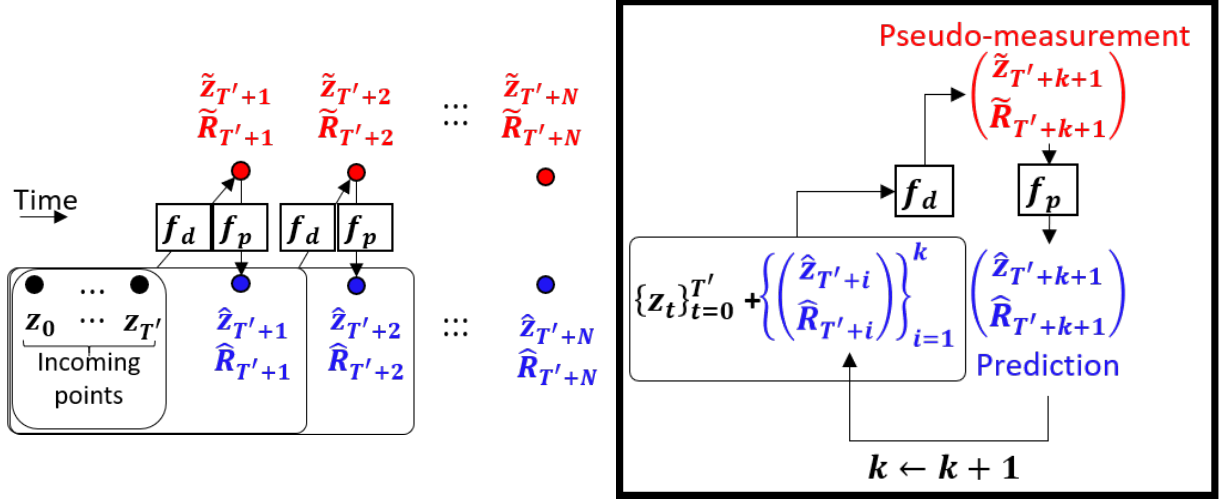 z̃_{T'+1} z̃_{T'+2} ... z̃_{T'+N}
R̃_{T'+1} R̃_{T'+2} ... R̃_{T'+N}
Time
f_d f_p f_d f_p
...
z_0 ... z_{T'}
Incoming
points
ẑ_{T'+1} ẑ_{T'+2} ... ẑ_{T'+N}
R̂_{T'+1} R̂_{T'+2} ... R̂_{T'+N}
Pseudo-measurement
(z̃_{T'+k+1}
R̃_{T'+k+1})
f_d f_p
{z_t}_{t=0}^{T'} + {(ẑ_{T'+i}
R̂_{T'+i})}_{i=1}^{k}
(ẑ_{T'+k+1}
R̂_{T'+k+1})
Prediction
k ← k + 1